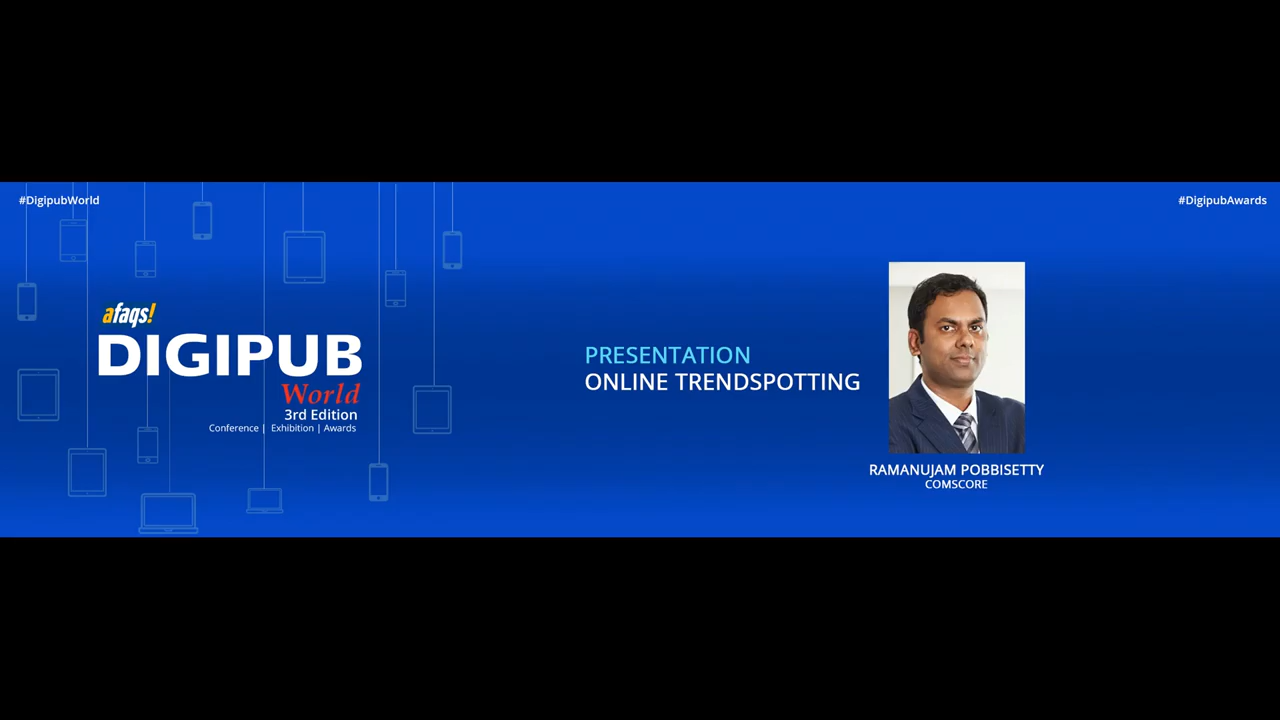 #DigipubWorld
#DigipubAwards
afaqs!
DIGIPUB
World
3rd Edition
Conference | Exhibition | Awards
PRESENTATION
ONLINE TRENDSPOTTING
RAMANUJAM POBBISETTY
COMSCORE